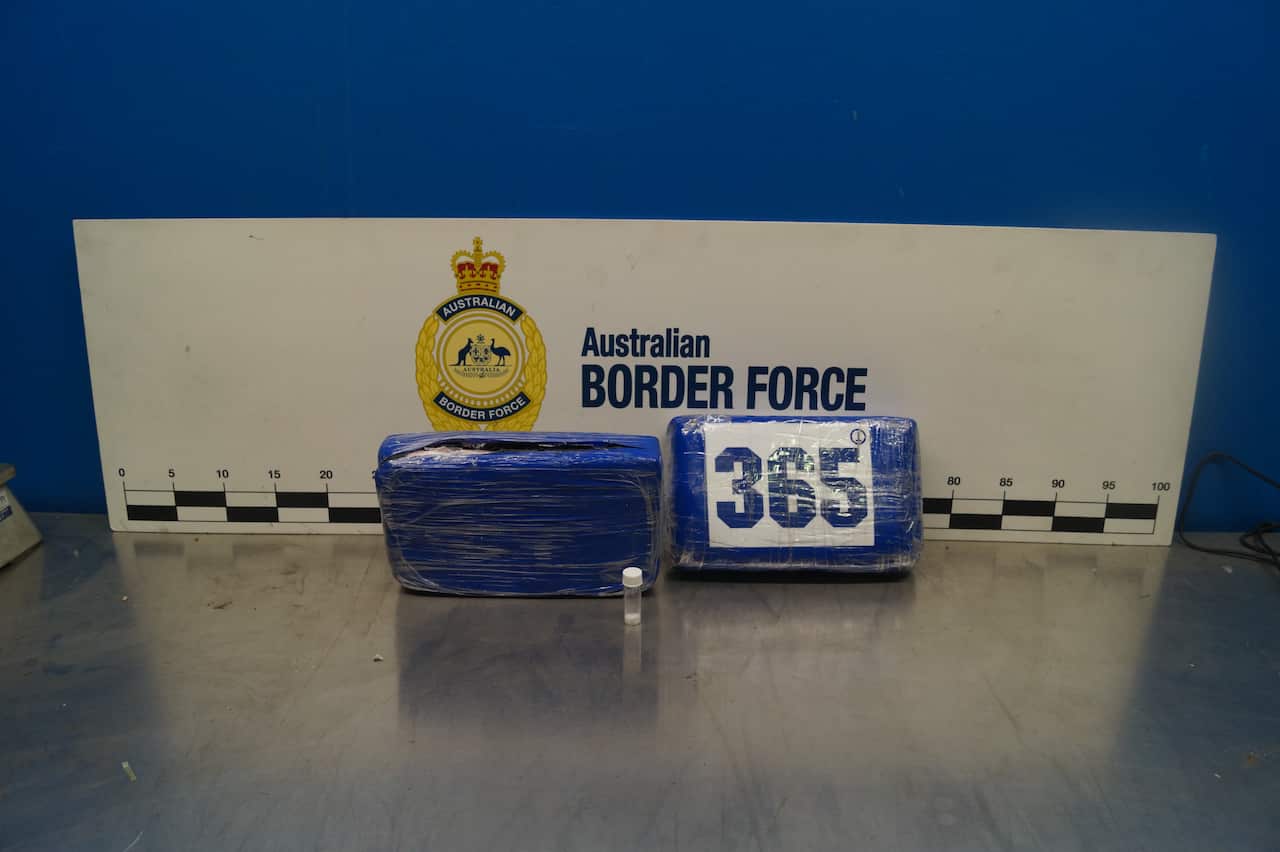 AUSTRALIAN
AUSTRALIA
BORDER FORCE
Australian
BORDER FORCE
365
0 5 10 15 20
80 85 90 95 100